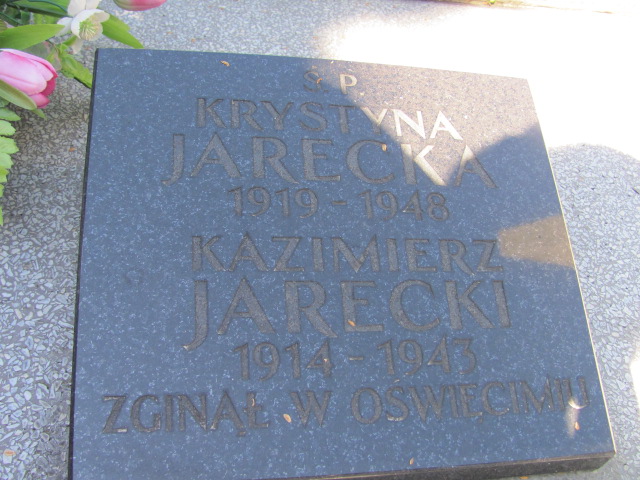 Ś P
KRYSTYNA
JARECKA
1919 - 1948
KAZIMIERZ
JARECKI
1914 - 1943
ZGINĄŁ W OŚWIĘCIMIU